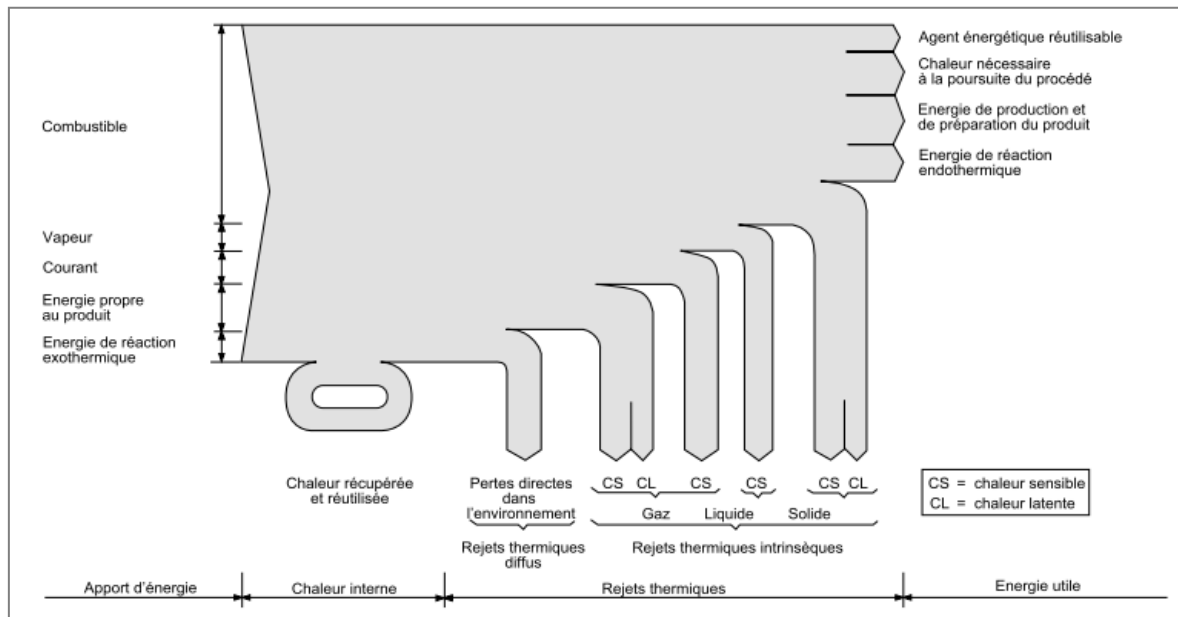 Combustible
Vapeur
Courant
Energie propre
au produit
Energie de réaction
exothermique
Agent énergétique réutilisable
Chaleur nécessaire
à la poursuite du procédé
Energie de production et
de préparation du produit
Energie de réaction
endothermique
Chaleur récupérée
et réutilisée
Pertes directes
dans
l'environnement
Rejets thermiques
diffus
CS CL CS CS CS CL
Gaz Liquide Solide
Rejets thermiques intrinsèques
CS = chaleur sensible
CL = chaleur latente
Apport d'énergie Chaleur interne Rejets thermiques Energie utile